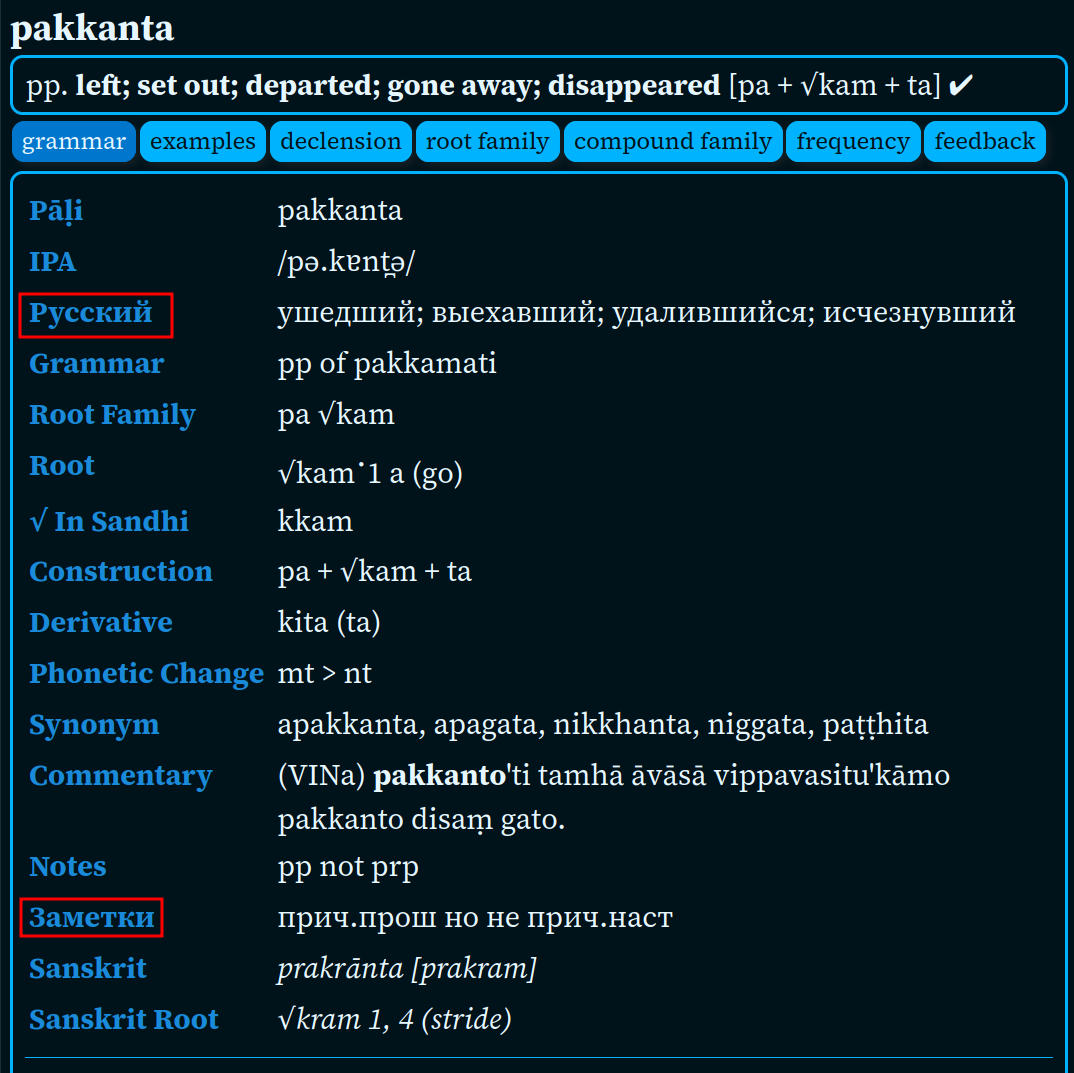 pakkanta
pp. left; set out; departed; gone away; disappeared [pa + √kam + ta] ✔
grammar examples declension root family compound family frequency feedback
Pāḷi pakkanta
IPA /pə.kɐnt̪ə/
Русский ушедший; выехавший; удалившийся; исчезнувший
Grammar pp of pakkamati
Root Family pa √kam
Root √kam˙1 a (go)
√ In Sandhi kkam
Construction pa + √kam + ta
Derivative kita (ta)
Phonetic Change mt > nt
Synonym apakkanta, apagata, nikkhanta, niggata, paṭṭhita
Commentary (VINa) pakkanto'ti tamhā āvāsā vippavasitu'kāmo
pakkanto disaṃ gato.
Notes pp not prp
Заметки прич.прош но не прич.наст
Sanskrit prakrānta [prakram]
Sanskrit Root √kram 1, 4 (stride)